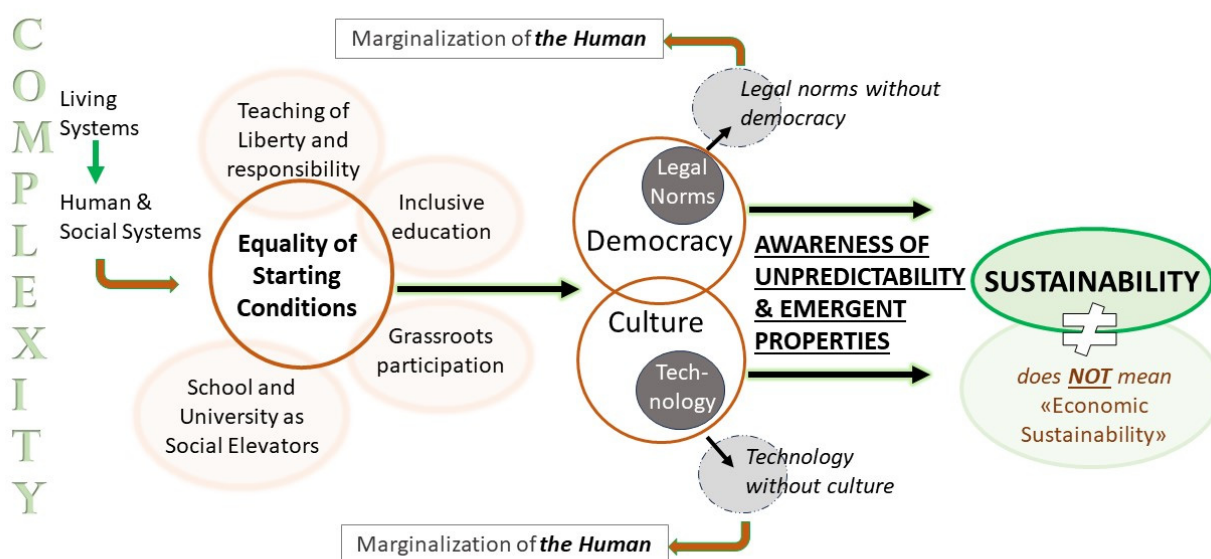 COMPLEXITY
Living
Systems
Human &
Social Systems
Teaching of
Liberty and
responsibility
Inclusive
education
Equality of
Starting
Conditions
Grassroots
participation
School and
University as
Social Elevators
Marginalization of the Human
Legal norms without
democracy
Legal
Norms
Democracy
Culture
Tech-
nology
Technology
without culture
Marginalization of the Human
AWARENESS OF
UNPREDICTABILITY
& EMERGENT
PROPERTIES
SUSTAINABILITY
≠
does NOT mean
«Economic
Sustainability»